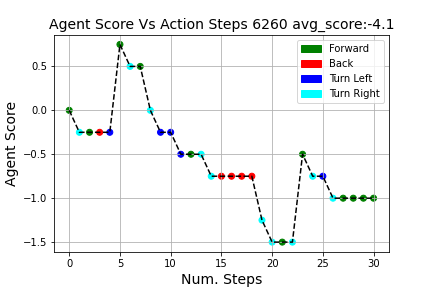 Agent Score Vs Action Steps 6260 avg_score:-4.1
Agent Score
0.5
0.0
−0.5
−1.0
−1.5
Forward
Back
Turn Left
Turn Right
0 5 10 15 20 25 30
Num. Steps